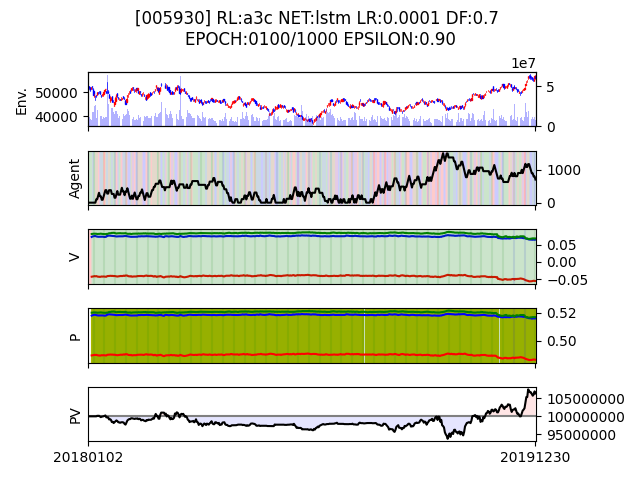 [005930] RL:a3c NET:lstm LR:0.0001 DF:0.7
EPOCH:0100/1000 EPSILON:0.90
1e7
Env.
50000
40000
5
0
Agent
1000
0
V
0.05
0.00
−0.05
P
0.52
0.50
PV
105000000
100000000
95000000
20180102
20191230